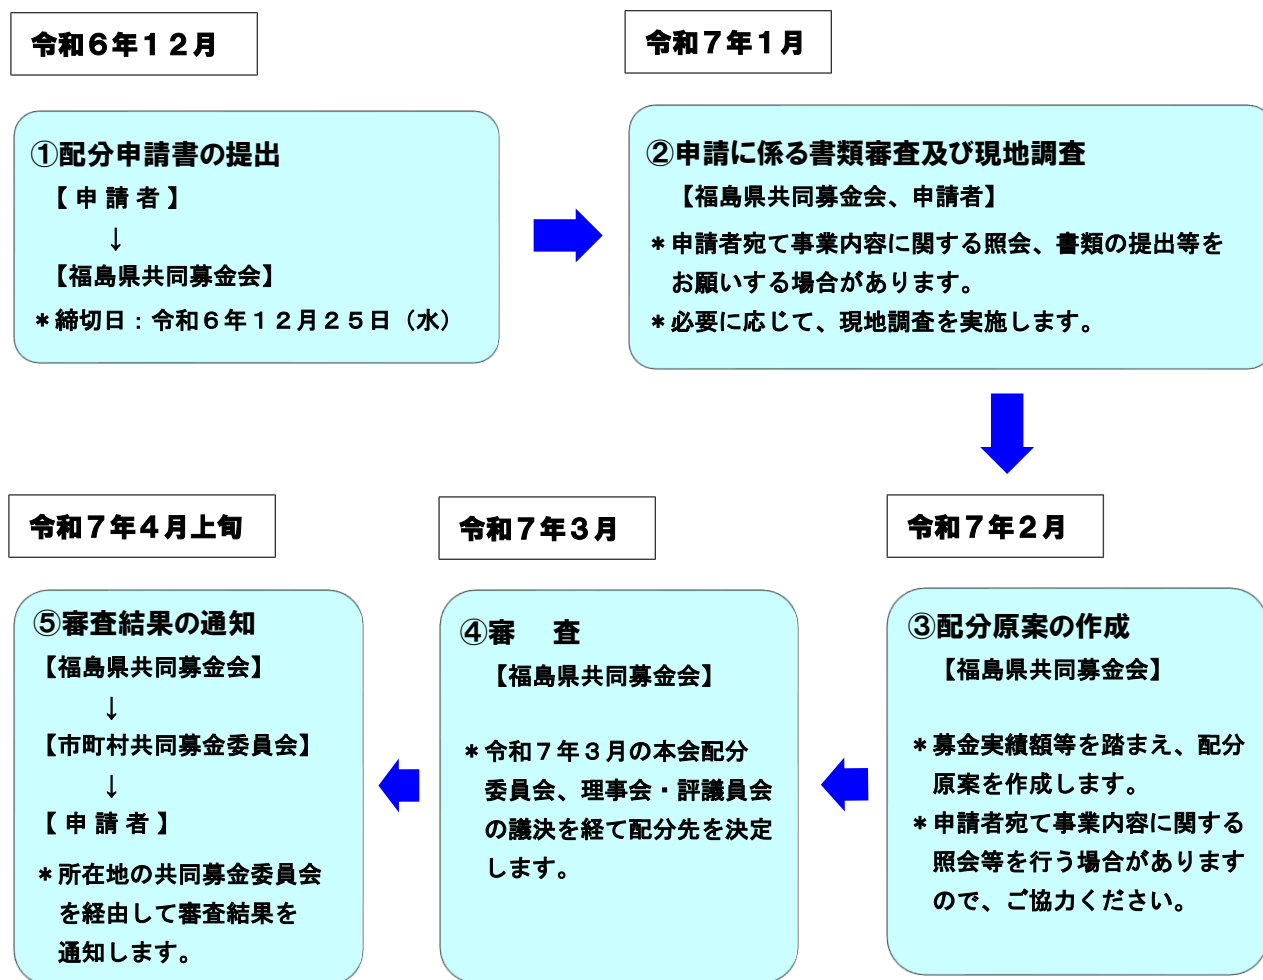 令和６年１２月
①配分申請書の提出
【 申 請 者 】
↓
【福島県共同募金会】
＊締切日：令和６年１２月２５日（水）
令和７年１月
②申請に係る書類審査及び現地調査
【福島県共同募金会、申請者】
＊申請者宛て事業内容に関する照会、書類の提出等を
お願いする場合があります。
＊必要に応じて、現地調査を実施します。
令和７年２月
③配分原案の作成
【福島県共同募金会】
＊募金実績額等を踏まえ、配分
原案を作成します。
＊申請者宛て事業内容に関する
照会等を行う場合があります
ので、ご協力ください。
令和７年３月
④審　査
【福島県共同募金会】
＊令和７年３月の本会配分
委員会、理事会・評議員会
の議決を経て配分先を決定
します。
令和７年４月上旬
⑤審査結果の通知
【福島県共同募金会】
↓
【市町村共同募金委員会】
↓
【 申 請 者 】
＊所在地の共同募金委員会
を経由して審査結果を
通知します。